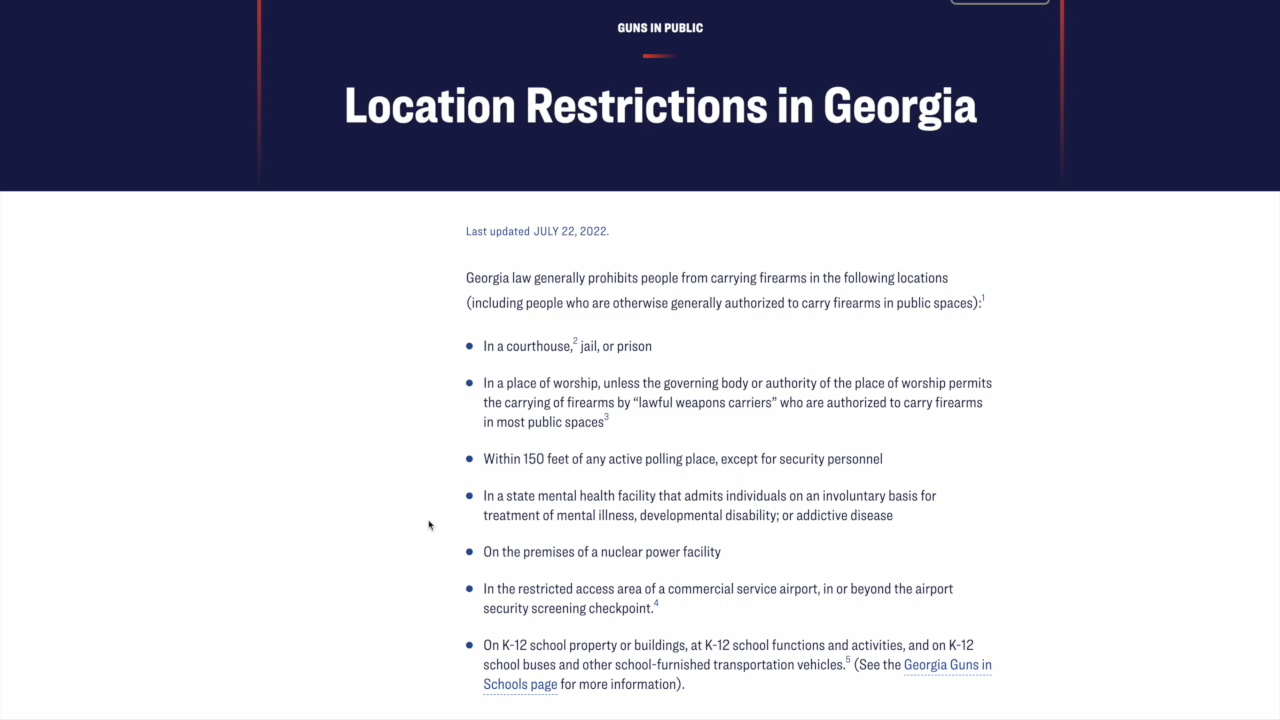 GUNS IN PUBLIC
Location Restrictions in Georgia
Last updated JULY 22, 2022.
Georgia law generally prohibits people from carrying firearms in the following locations
(including people who are otherwise generally authorized to carry firearms in public spaces):1
In a courthouse,2 jail, or prison
In a place of worship, unless the governing body or authority of the place of worship permits
the carrying of firearms by “lawful weapons carriers” who are authorized to carry firearms
in most public spaces3
Within 150 feet of any active polling place, except for security personnel
In a state mental health facility that admits individuals on an involuntary basis for
treatment of mental illness, developmental disability; or addictive disease
On the premises of a nuclear power facility
In the restricted access area of a commercial service airport, in or beyond the airport
security screening checkpoint.4
On K-12 school property or buildings, at K-12 school functions and activities, and on K-12
school buses and other school-furnished transportation vehicles.5 (See the Georgia Guns in
Schools page for more information).